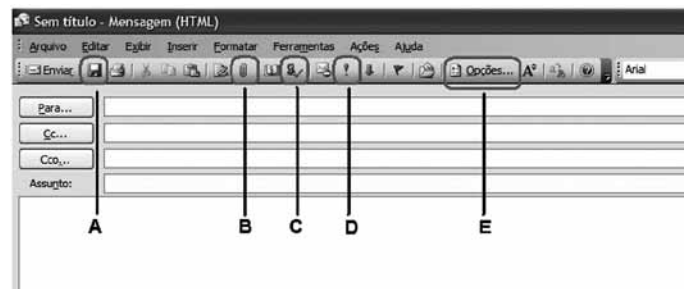 Sem título - Mensagem (HTML)
Arquivo Editar Exibir Inserir Formatar Ferramentas Ações Ajuda
Enviar Opções... Arial
Para...
Cc...
Cco...
Assunto:
A B C D E